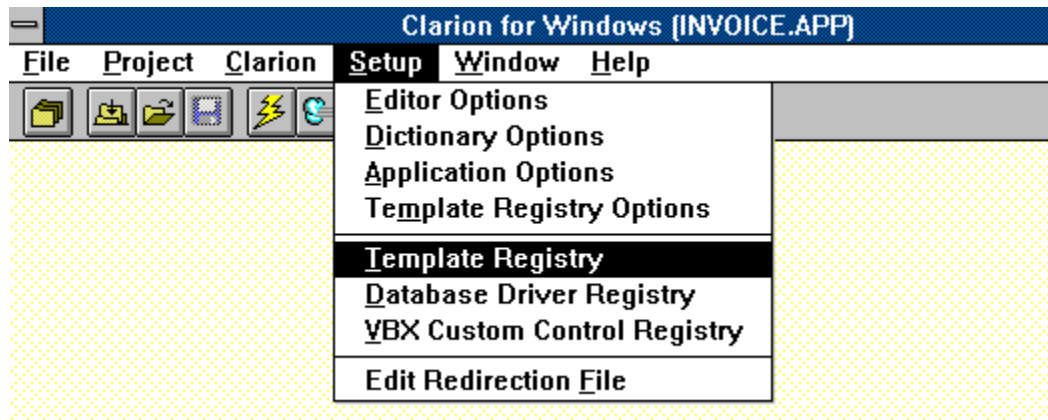 Clarion for Windows (INVOICE.APP)
File Project Clarion Setup Window Help
Editor Options
Dictionary Options
Application Options
Template Registry Options
Template Registry
Database Driver Registry
VBX Custom Control Registry
Edit Redirection File